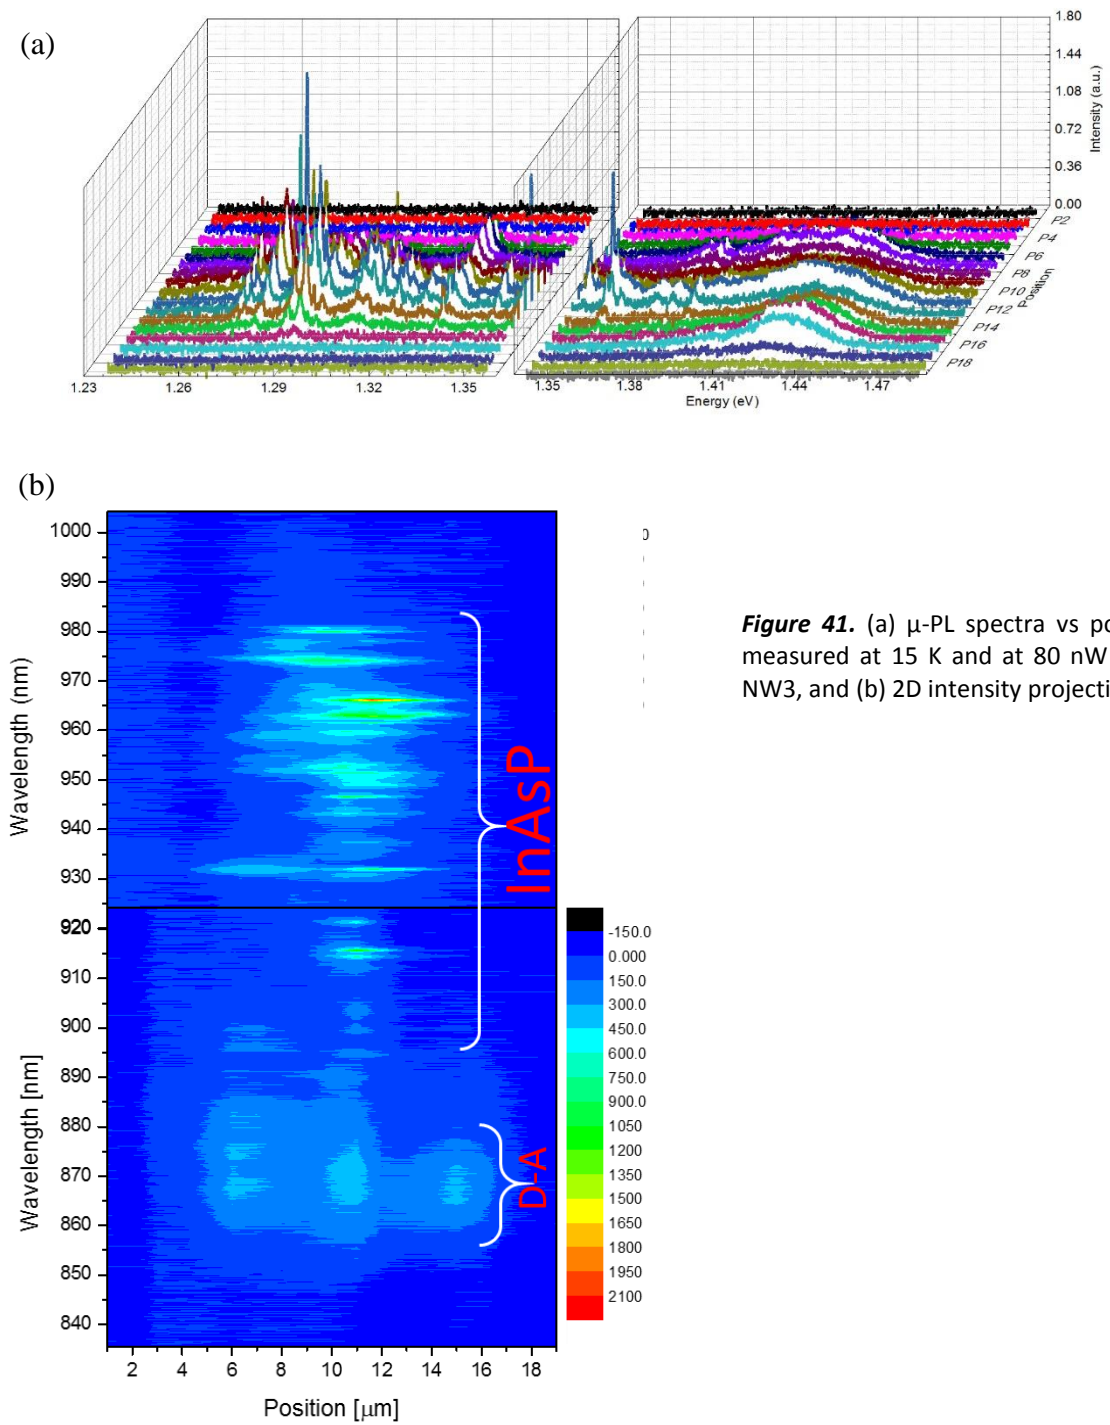 (a)
1.80
1.44
1.08
0.72
0.36
0.00
Intensity (a.u.)
P2
P4
P6
P8
P10
P12
P14
P16
P18
Position
1.23
1.26
1.29
1.32
1.35
1.35
1.38
1.41
1.44
1.47
Energy (eV)
(b)
1000
990
980
970
960
950
940
930
920
910
900
890
880
870
860
850
840
Wavelength (nm)
Wavelength [nm]
InAsP
D-A
2
4
6
8
10
12
14
16
18
Position [μm]
-150.0
0.000
150.0
300.0
450.0
600.0
750.0
900.0
1050
1200
1350
1500
1650
1800
1950
2100
Figure 41. (a) μ-PL spectra vs po
measured at 15 K and at 80 nW
NW3, and (b) 2D intensity projecti